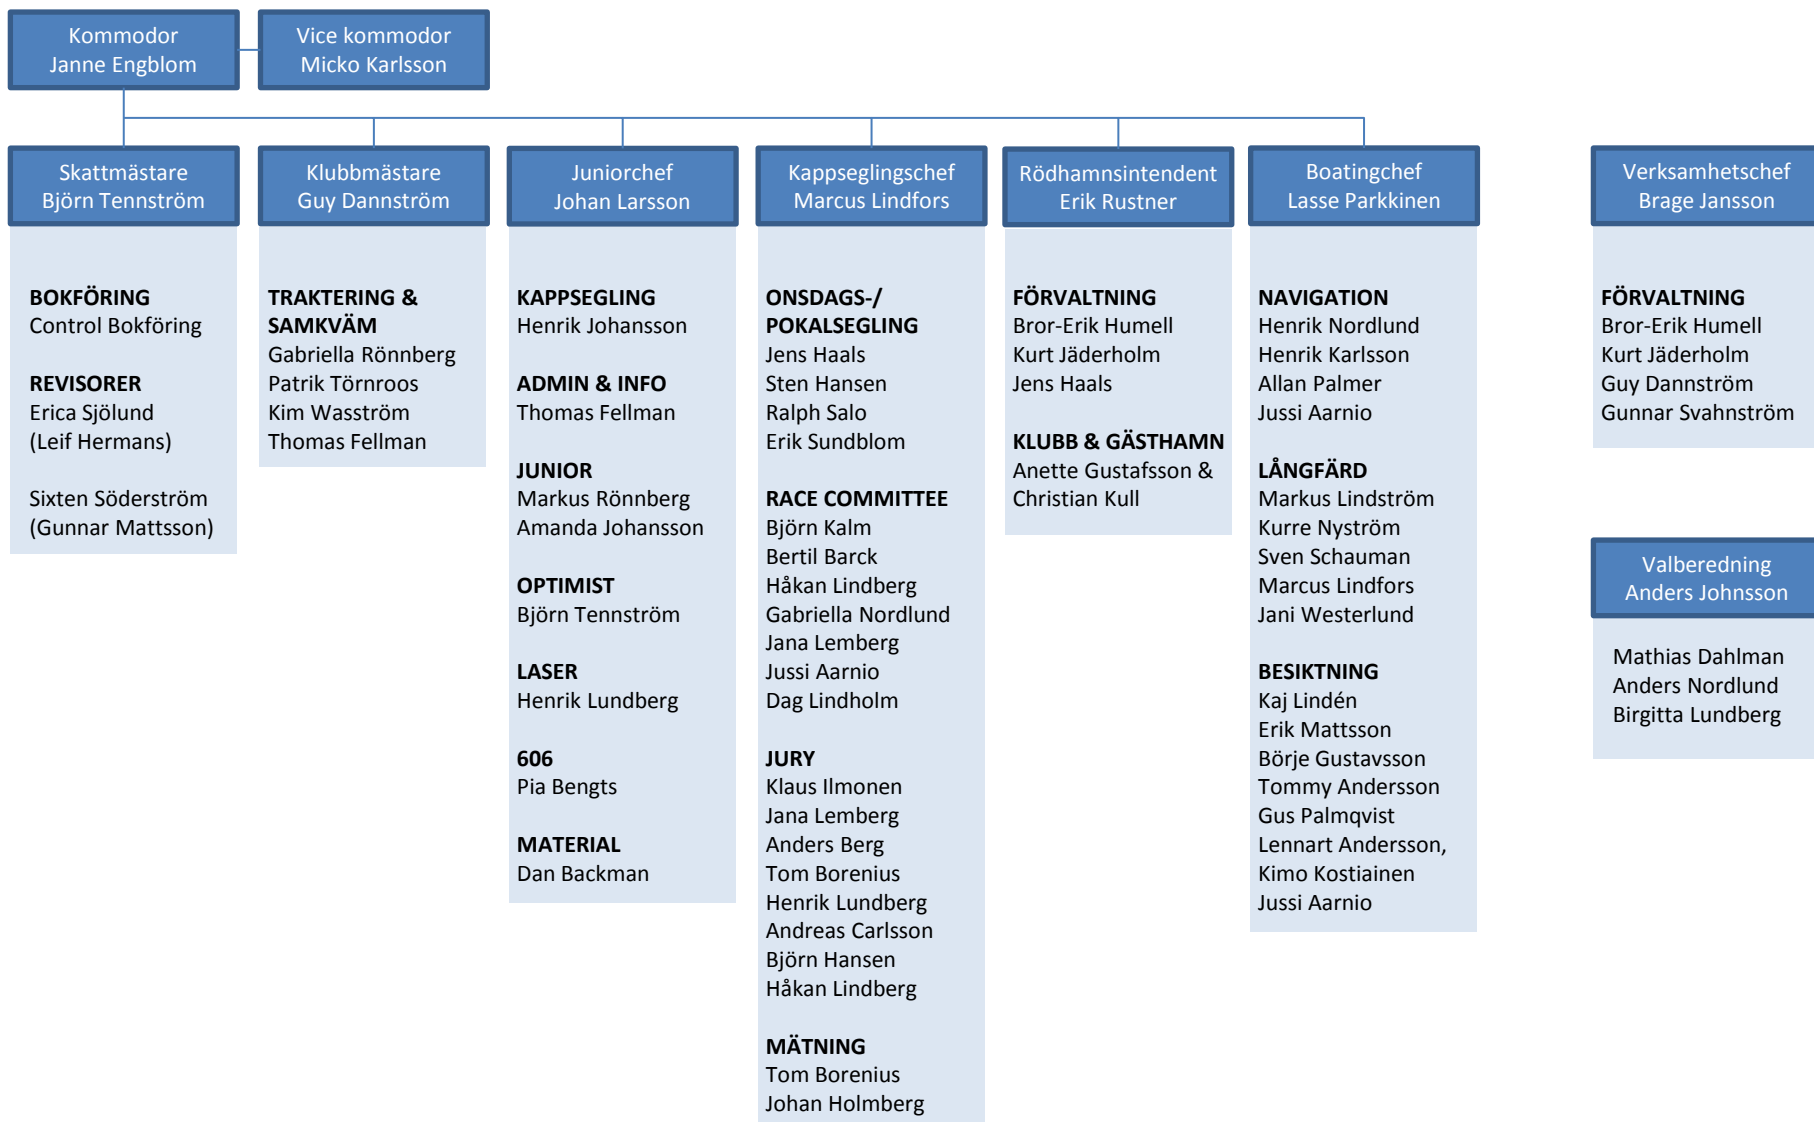 Kommodor
Janne Engblom
Vice kommodor
Micko Karlsson
Skattmästare
Björn Tennström
BOKFÖRING
Control Bokföring
REVISORER
Erica Sjölund
(Leif Hermans)
Sixten Söderström
(Gunnar Mattsson)
Klubbmästare
Guy Dannström
TRAKTERING &
SAMKVÄM
Gabriella Rönnberg
Patrik Törnroos
Kim Wasström
Thomas Fellman
Juniorchef
Johan Larsson
KAPPSEGLING
Henrik Johansson
ADMIN & INFO
Thomas Fellman
JUNIOR
Markus Rönnberg
Amanda Johansson
OPTIMIST
Björn Tennström
LASER
Henrik Lundberg
606
Pia Bengts
MATERIAL
Dan Backman
Kappseglingschef
Marcus Lindfors
ONSDAGS-/
POKALSEGLING
Jens Haals
Sten Hansen
Ralph Salo
Erik Sundblom
RACE COMMITTEE
Björn Kalm
Bertil Barck
Håkan Lindberg
Gabriella Nordlund
Jana Lemberg
Jussi Aarnio
Dag Lindholm
JURY
Klaus Ilmonen
Jana Lemberg
Anders Berg
Tom Borenius
Henrik Lundberg
Andreas Carlsson
Björn Hansen
Håkan Lindberg
MÄTNING
Tom Borenius
Johan Holmberg
Rödhamnsintendent
Erik Rustner
FÖRVALTNING
Bror-Erik Humell
Kurt Jäderholm
Jens Haals
KLUBB & GÄSTHAMN
Anette Gustafsson &
Christian Kull
Boatingchef
Lasse Parkkinen
NAVIGATION
Henrik Nordlund
Henrik Karlsson
Allan Palmer
Jussi Aarnio
LÅNGFÄRD
Markus Lindström
Kurre Nyström
Sven Schauman
Marcus Lindfors
Jani Westerlund
BESIKTNING
Kaj Lindén
Erik Mattsson
Börje Gustavsson
Tommy Andersson
Gus Palmqvist
Lennart Andersson,
Kimo Kostiainen
Jussi Aarnio
Verksamhetschef
Brage Jansson
FÖRVALTNING
Bror-Erik Humell
Kurt Jäderholm
Guy Dannström
Gunnar Svahnström
Valberedning
Anders Johnsson
Mathias Dahlman
Anders Nordlund
Birgitta Lundberg